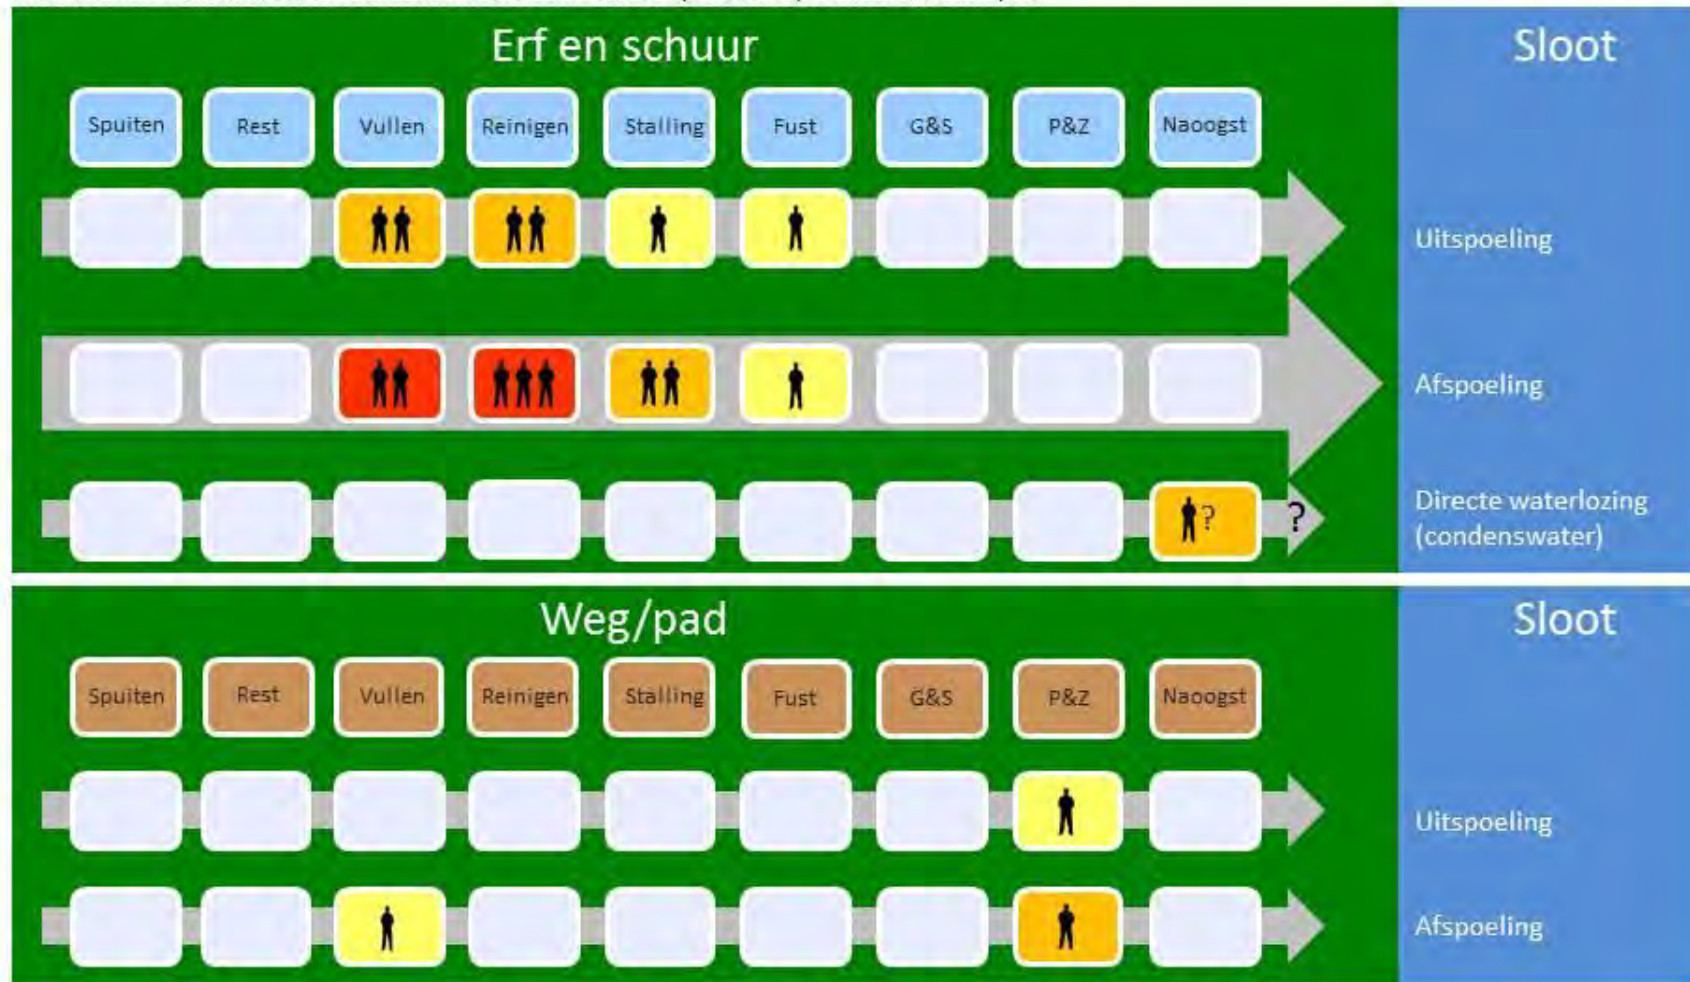 Erf en schuur
Sloot
Spuiten
Rest
Vullen
Reinigen
Stalling
Fust
G&S
P&Z
Naoogst
Uitspoeling
Afspoeling
?
?
Directe waterlozing
(condenswater)
Weg/pad
Sloot
Spuiten
Rest
Vullen
Reinigen
Stalling
Fust
G&S
P&Z
Naoogst
Uitspoeling
Afspoeling